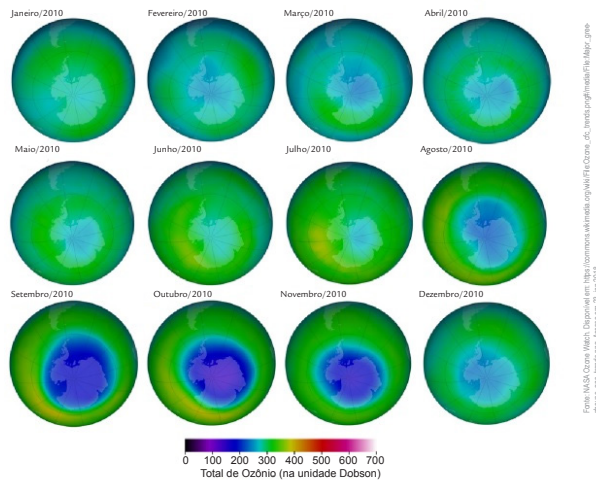 Janeiro/2010
Fevereiro/2010
Março/2010
Abril/2010
Maio/2010
Junho/2010
Julho/2010
Agosto/2010
Setembro/2010
Outubro/2010
Novembro/2010
Dezembro/2010
0 100 200 300 400 500 600 700
Total de Ozônio (na unidade Dobson)
Fonte: NASA Ozone Watch. Disponível em: https://commons.wikimedia.org/wiki/File:Ozone_cfc_trends.png#/media/File:Major_gree